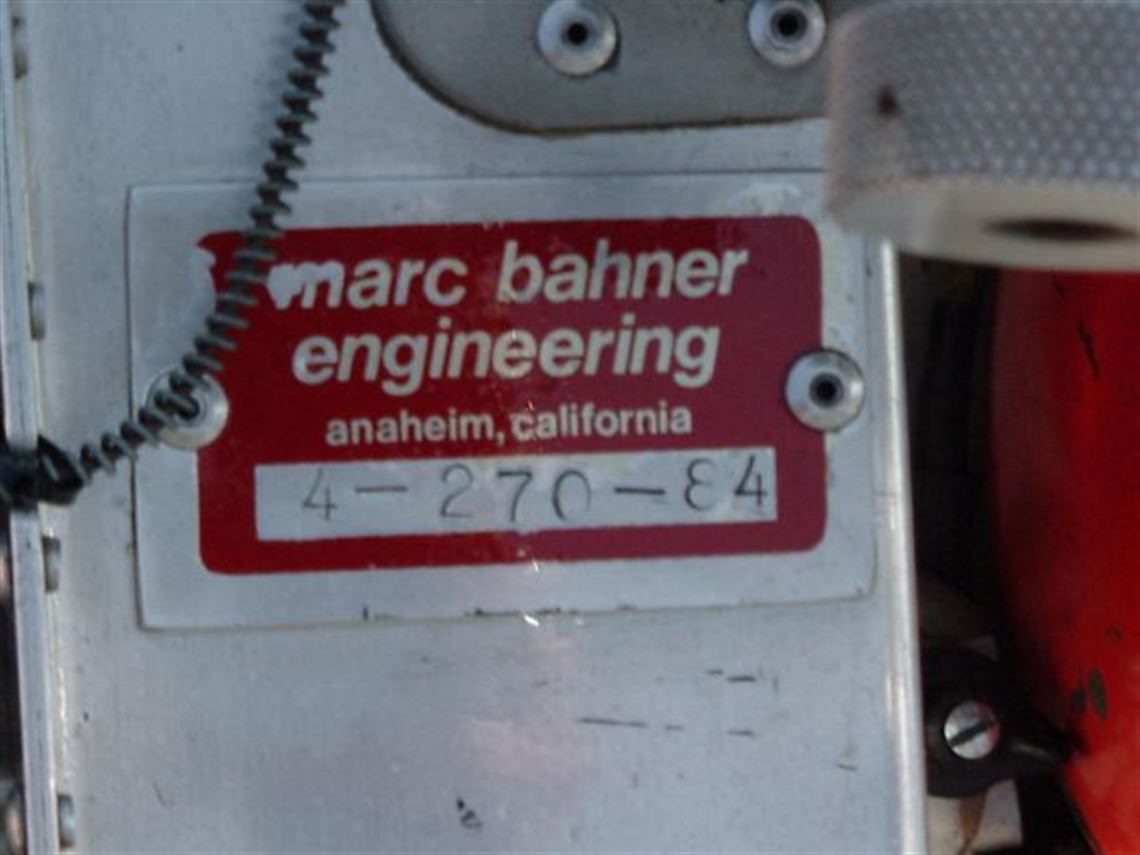 marc bahner
engineering
anaheim, california
4-270-84